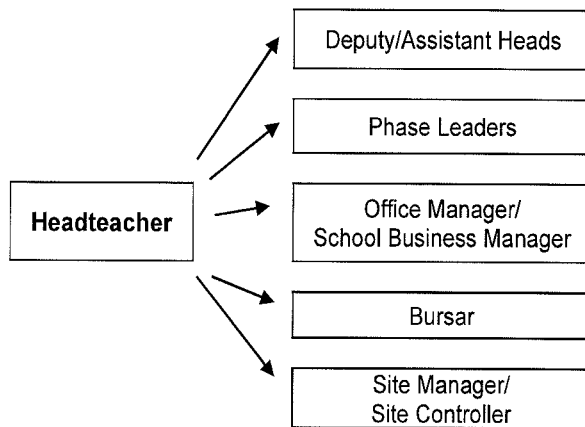 Deputy/Assistant Heads
Phase Leaders
Headteacher
Office Manager/
School Business Manager
Bursar
Site Manager/
Site Controller